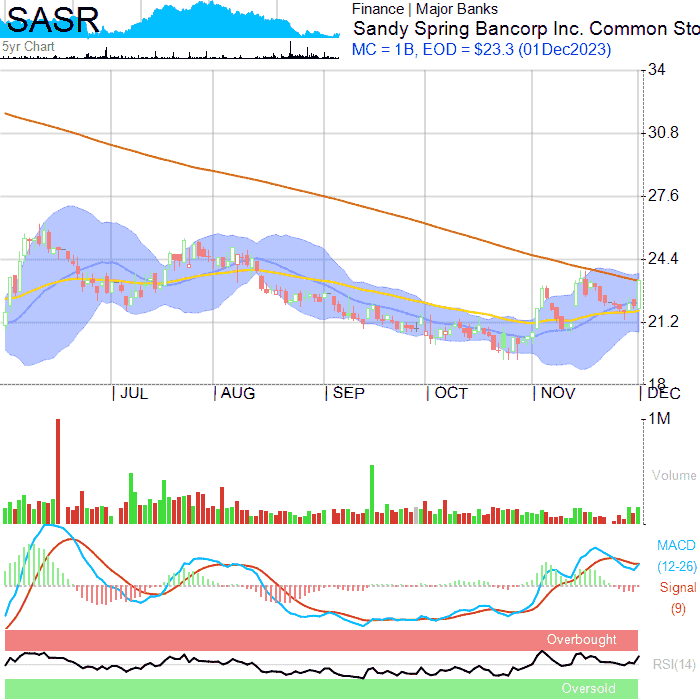 SASR
5yr Chart
Finance | Major Banks
Sandy Spring Bancorp Inc. Common Sto
MC = 1B, EOD = $23.3 (01Dec2023)
34
30.8
27.6
24.4
21.2
18
| JUL | AUG | SEP | OCT | NOV | DEC
1M
Volume
MACD
(12-26)
Signal
(9)
Overbought
RSI(14)
Oversold